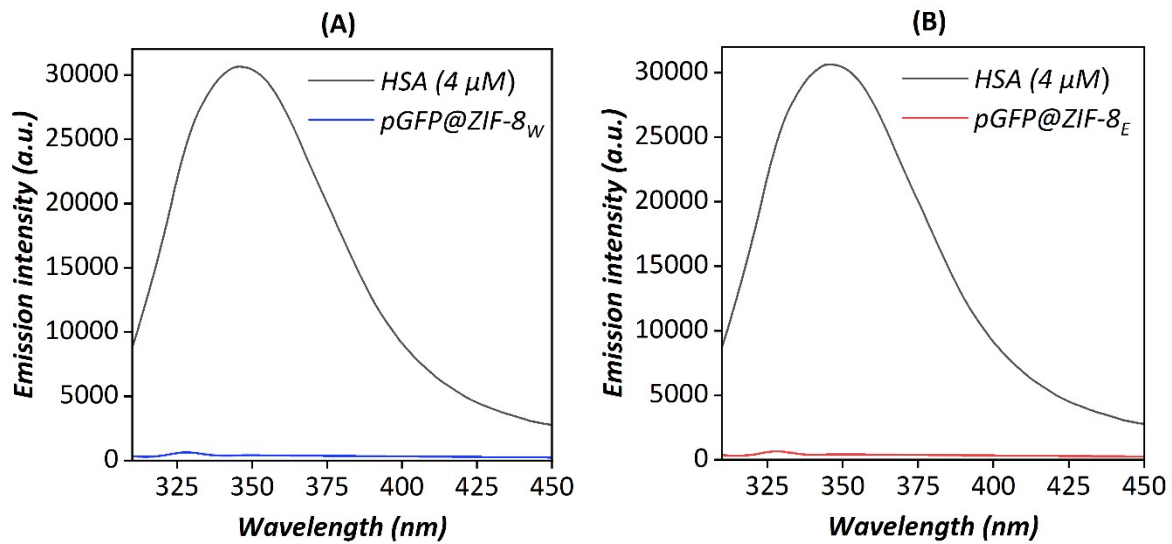 (A)
Emission intensity (a.u.)
30000
25000
20000
15000
10000
5000
0
HSA (4 μM)
pGFP@ZIF-8W
325 350 375 400 425 450
Wavelength (nm)
(B)
Emission intensity (a.u.)
30000
25000
20000
15000
10000
5000
0
HSA (4 μM)
pGFP@ZIF-8E
325 350 375 400 425 450
Wavelength (nm)